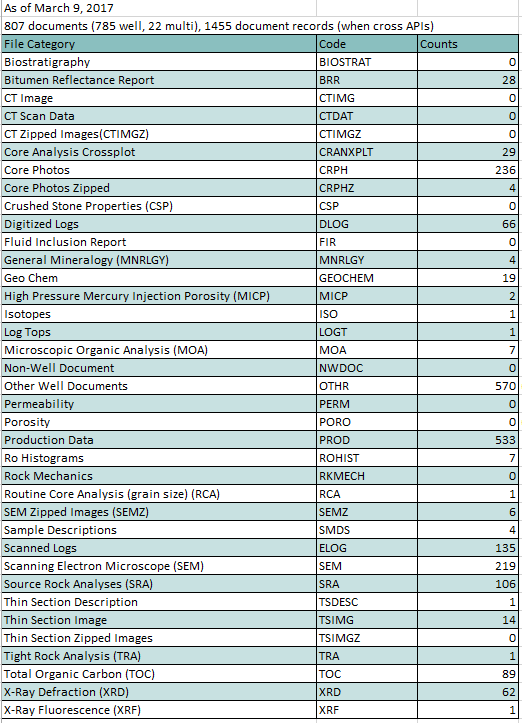 As of March 9, 2017
807 documents (785 well, 22 multi), 1455 document records (when cross APIs)
File Category Code Counts
Biostratigraphy BIOSTRAT 0
Bitumen Reflectance Report BRR 28
CT Image CTIMG 0
CT Scan Data CTDAT 0
CT Zipped Images(CTIMGZ) CTIMGZ 0
Core Analysis Crossplot CRANXPLT 29
Core Photos CRPH 236
Core Photos Zipped CRPHZ 4
Crushed Stone Properties (CSP) CSP 0
Digitized Logs DLOG 66
Fluid Inclusion Report FIR 0
General Mineralogy (MNRLGY) MNRLGY 4
Geo Chem GEOCHEM 19
High Pressure Mercury Injection Porosity (MICP) MICP 2
Isotopes ISO 1
Log Tops LOGT 1
Microscopic Organic Analysis (MOA) MOA 7
Non-Well Document NWDOC 0
Other Well Documents OTHR 570
Permeability PERM 0
Porosity PORO 0
Production Data PROD 533
Ro Histograms ROHIST 7
Rock Mechanics RKMECH 0
Routine Core Analysis (grain size) (RCA) RCA 1
SEM Zipped Images (SEMZ) SEMZ 6
Sample Descriptions SMDS 4
Scanned Logs ELOG 135
Scanning Electron Microscope (SEM) SEM 219
Source Rock Analyses (SRA) SRA 106
Thin Section Description TSDESC 1
Thin Section Image TSIMG 14
Thin Section Zipped Images TSIMGZ 0
Tight Rock Analysis (TRA) TRA 1
Total Organic Carbon (TOC) TOC 89
X-Ray Defraction (XRD) XRD 62
X-Ray Fluorescence (XRF) XRF 1